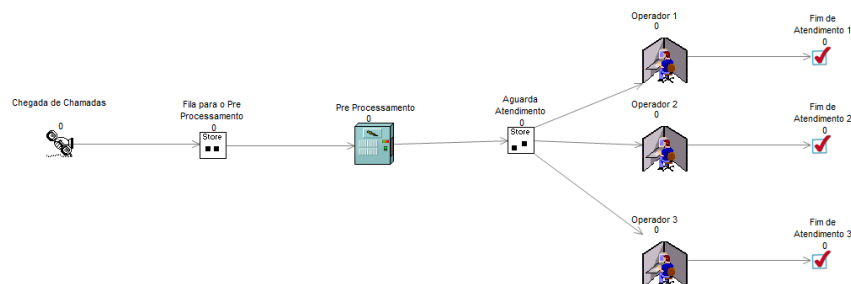 Chegada de Chamadas
0
Fila para o Pre
Processamento
0
Store
Pre Processamento
0
Aguarda
Atendimento
0
Store
Operador 1
0
Fim de
Atendimento 1
0
Operador 2
0
Fim de
Atendimento 2
0
Operador 3
0
Fim de
Atendimento 3
0